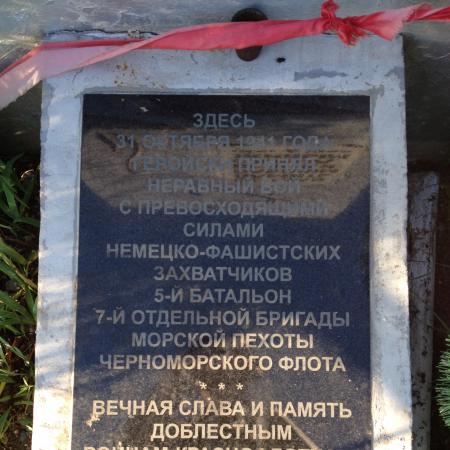 ЗДЕСЬ
31 ОКТЯБРЯ 1941 ГОДА
ГЕРОЙСКИ ПРИНЯЛ
НЕРАВНЫЙ БОЙ
С ПРЕВОСХОДЯЩИМИ
СИЛАМИ
НЕМЕЦКО-ФАШИСТСКИХ
ЗАХВАТЧИКОВ
5-Й БАТАЛЬОН
7-Й ОТДЕЛЬНОЙ БРИГАДЫ
МОРСКОЙ ПЕХОТЫ
ЧЕРНОМОРСКОГО ФЛОТА
* * *
ВЕЧНАЯ СЛАВА И ПАМЯТЬ
ДОБЛЕСТНЫМ
ВОИНАМ